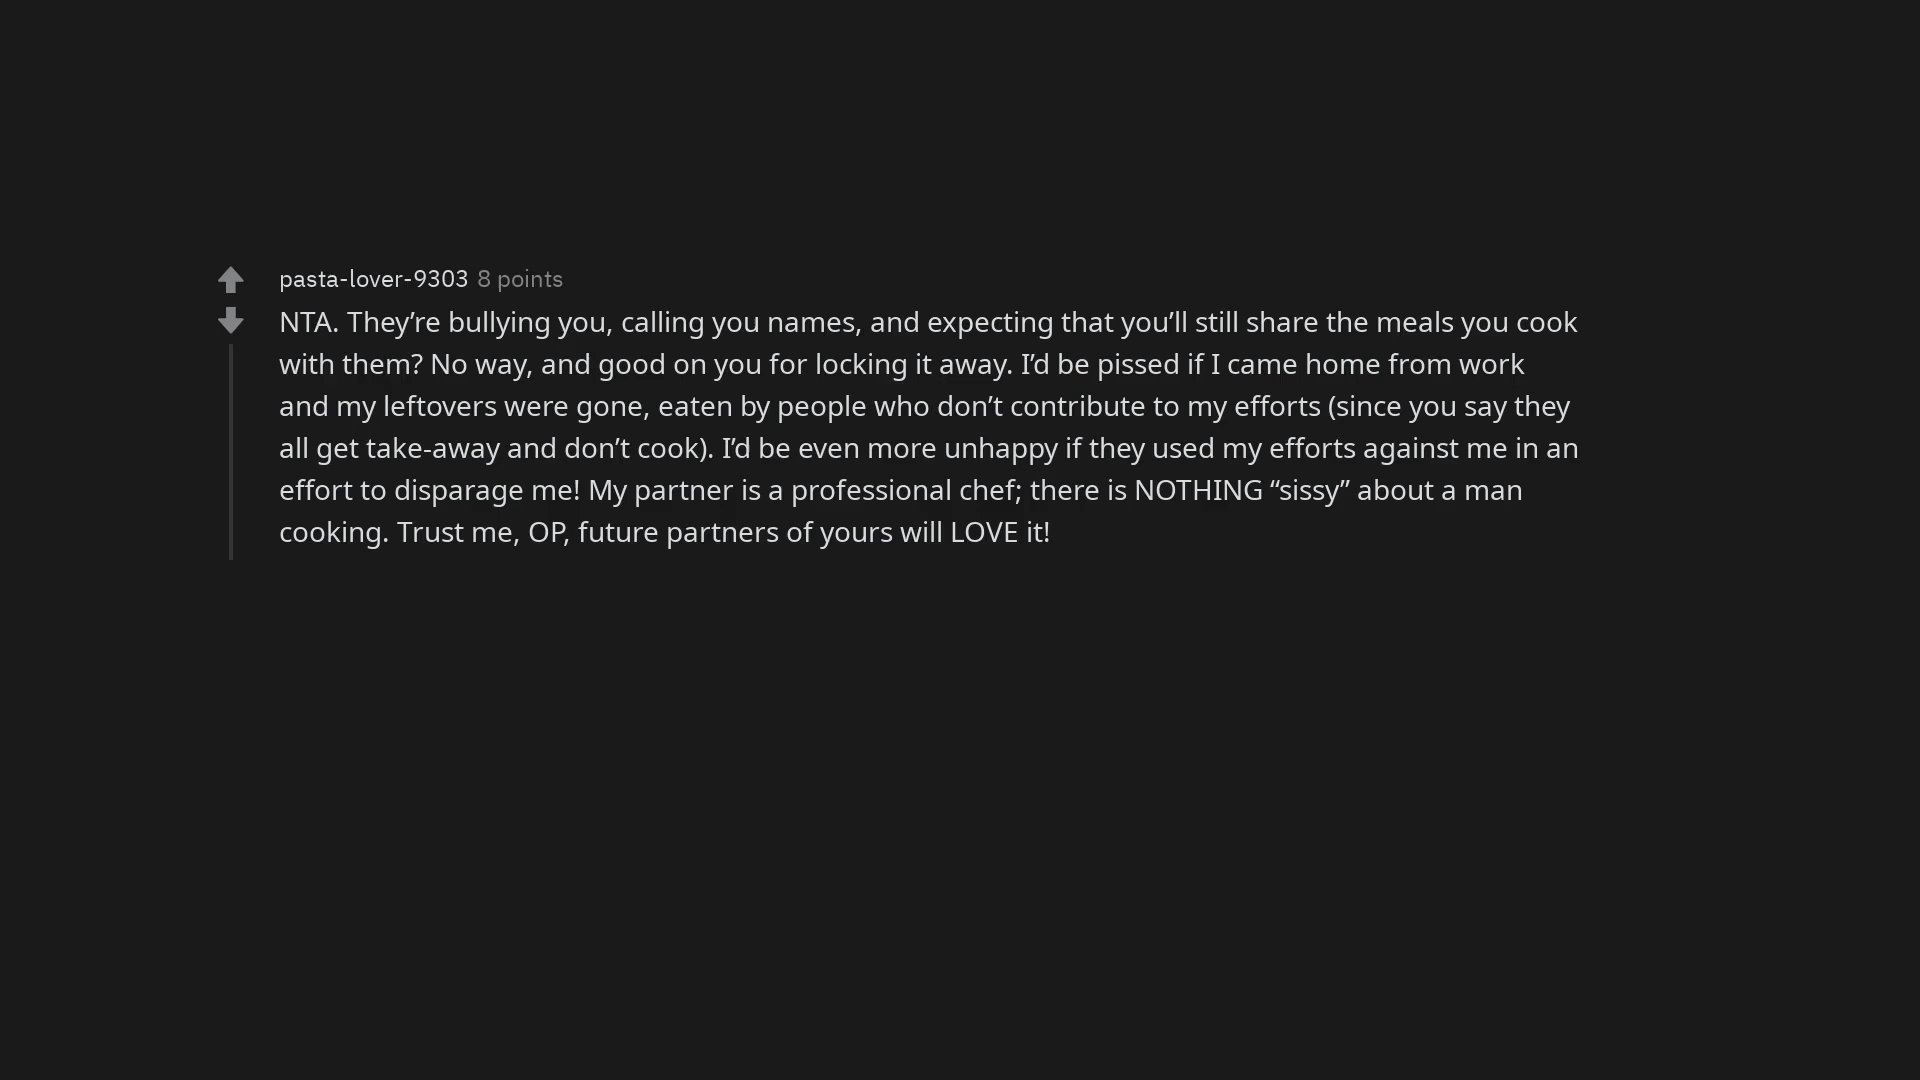 pasta-lover-9303 8 points
NTA. They’re bullying you, calling you names, and expecting that you’ll still share the meals you cook
with them? No way, and good on you for locking it away. I’d be pissed if I came home from work
and my leftovers were gone, eaten by people who don’t contribute to my efforts (since you say they
all get take-away and don’t cook). I’d be even more unhappy if they used my efforts against me in an
effort to disparage me! My partner is a professional chef; there is NOTHING “sissy” about a man
cooking. Trust me, OP, future partners of yours will LOVE it!